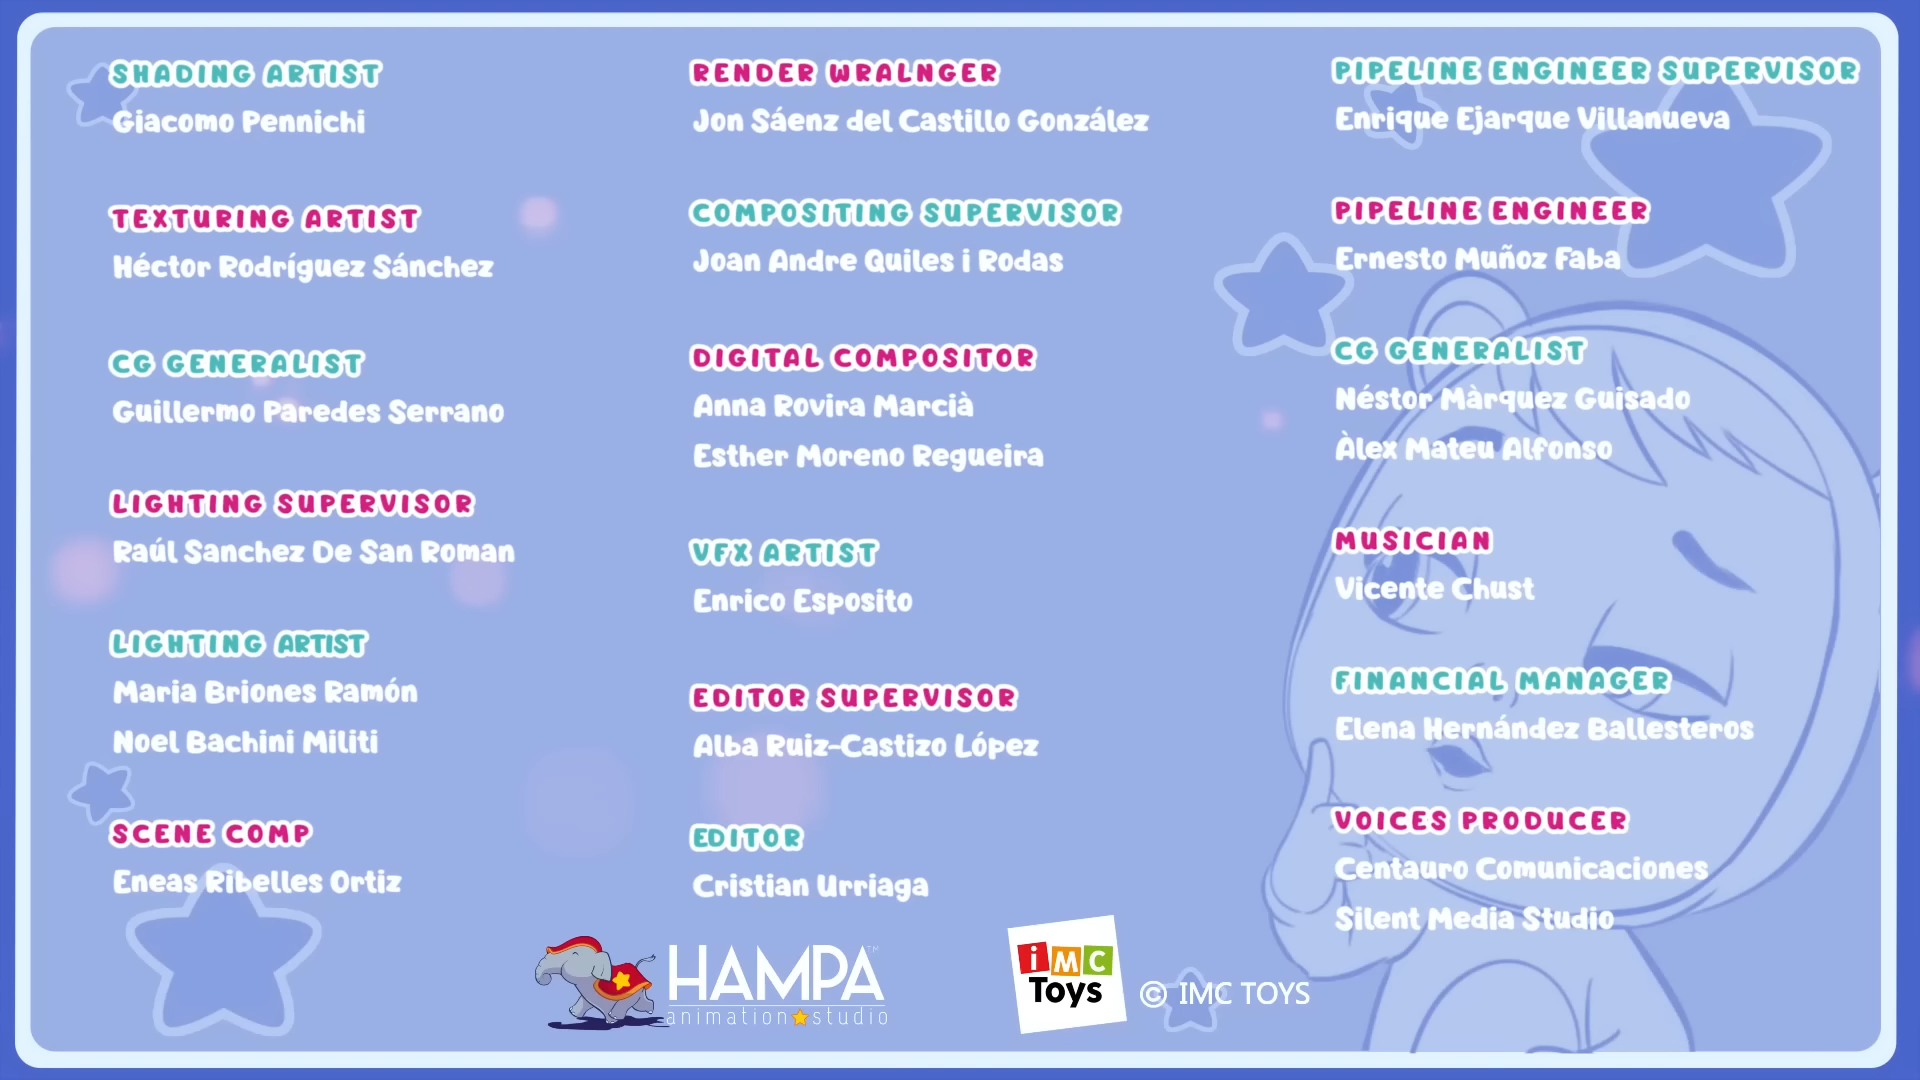 SHADING ARTIST
Giacomo Pennichi
TEXTURING ARTIST
Héctor Rodríguez Sánchez
CG GENERALIST
Guillermo Paredes Serrano
LIGHTING SUPERVISOR
Raúl Sanchez De San Roman
LIGHTING ARTIST
Maria Briones Ramón
Noel Bachini Militi
SCENE COMP
Eneas Ribelles Ortiz
RENDER WRALNGER
Jon Sáenz del Castillo González
COMPOSITING SUPERVISOR
Joan Andre Quiles i Rodas
DIGITAL COMPOSITOR
Anna Rovira Marcià
Esther Moreno Regueira
VFX ARTIST
Enrico Esposito
EDITOR SUPERVISOR
Alba Ruiz-Castizo López
EDITOR
Cristian Urriaga
PIPELINE ENGINEER SUPERVISOR
Enrique Ejarque Villanueva
PIPELINE ENGINEER
Ernesto Muñoz Faba
CG GENERALIST
Néstor Màrquez Guisado
Àlex Mateu Alfonso
MUSICIAN
Vicente Chust
FINANCIAL MANAGER
Elena Hernández Ballesteros
VOICES PRODUCER
Centauro Comunicaciones
Silent Media Studio
HAMPA™
animation studio
iMC
Toys
© IMC TOYS